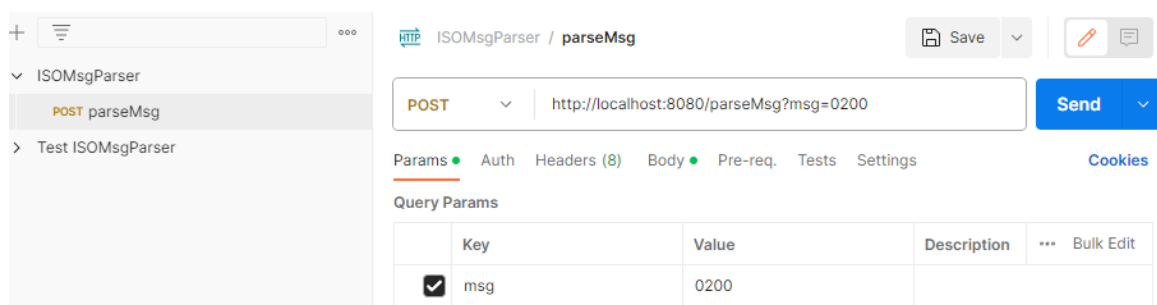 HTTP ISOMsgParser / parseMsg
Save
ISOMsgParser
POST parseMsg
Test ISOMsgParser
POST
http://localhost:8080/parseMsg?msg=0200
Send
Params Auth Headers (8) Body Pre-req. Tests Settings
Cookies
Query Params
Key Value Description Bulk Edit
msg 0200